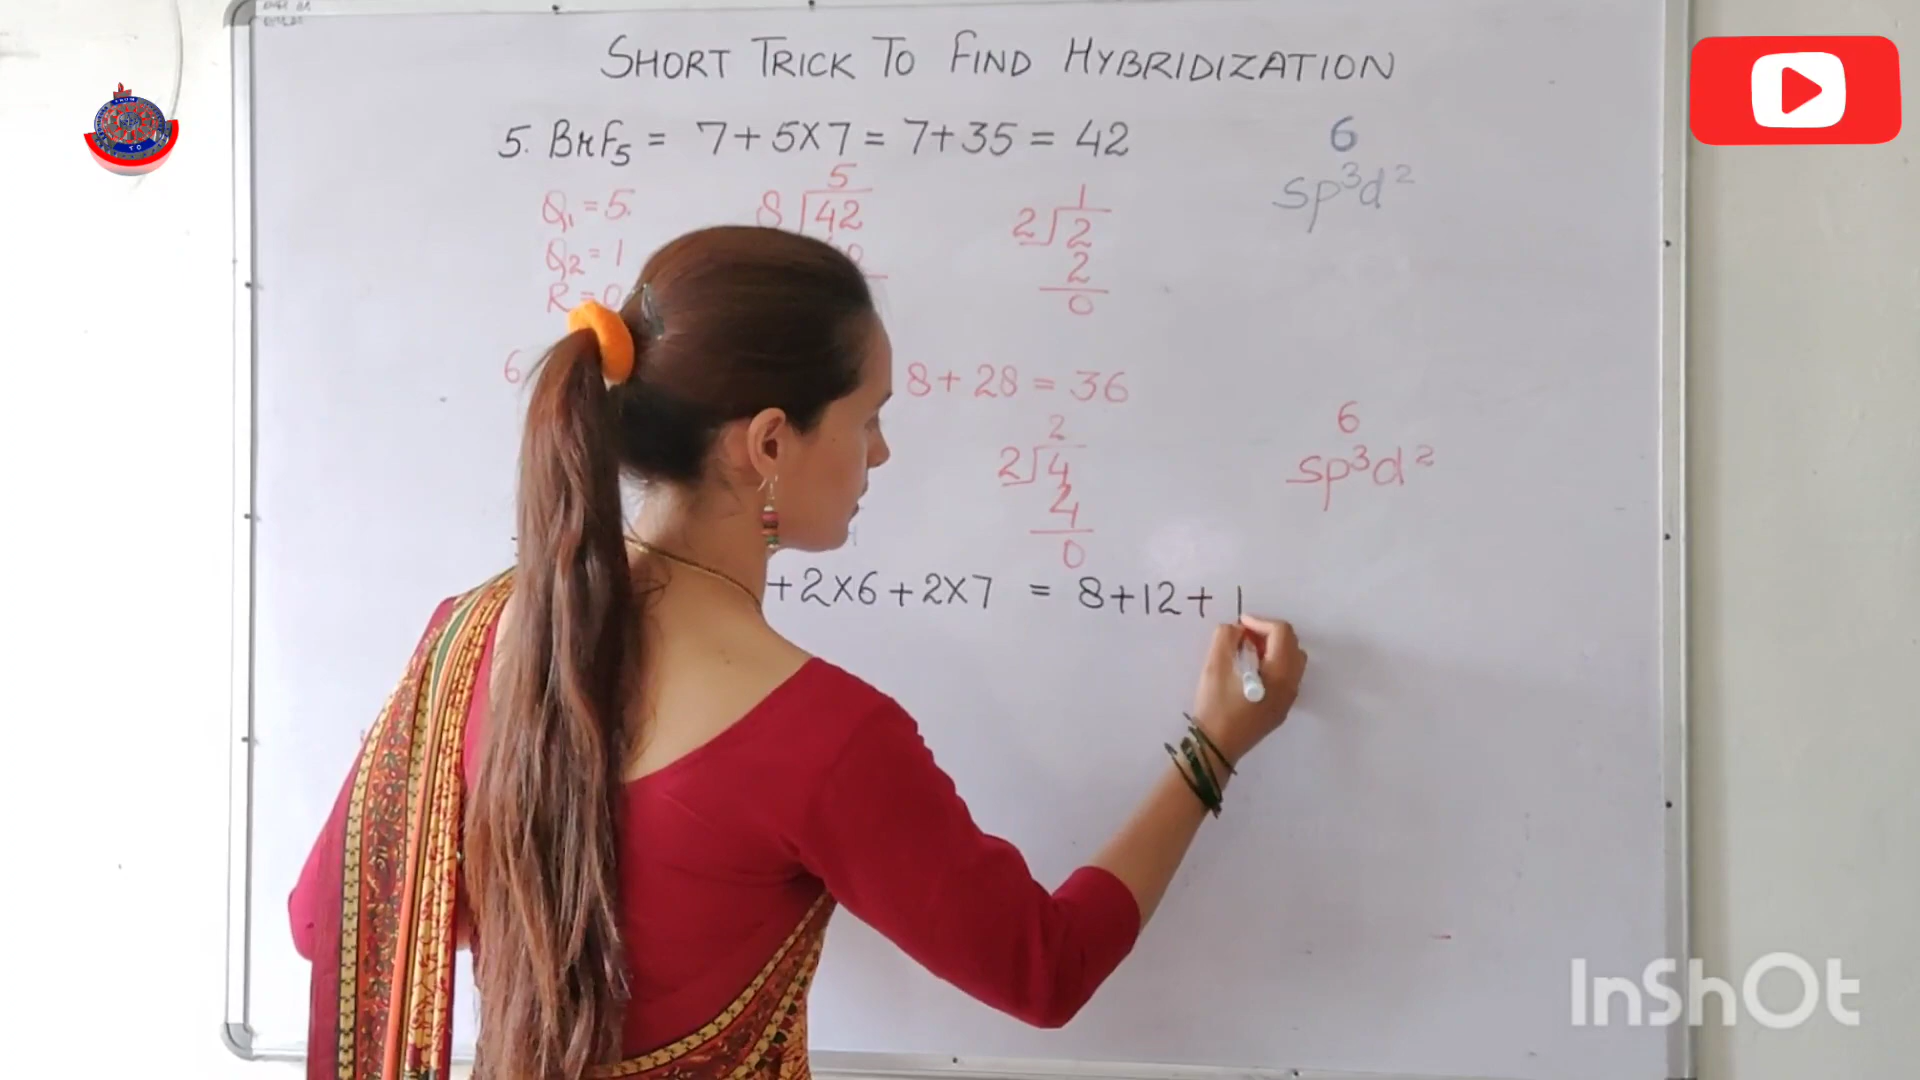 SHORT TRICK TO FIND HYBRIDIZATION
5. BrF5 = 7+5X7 = 7+35 = 42
6
sp³d²
Q1 = 5
5
8 42
1
2 2
Q2 = 1
2
R = 0
0
6
8 + 28 = 36
6
sp³d²
2
2 4
4
0
+2X6+2X7 = 8+12+1
InShOt